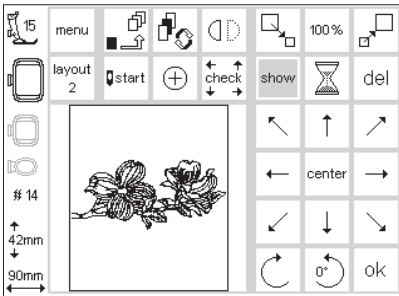 15
menu
100%
layout
2
start
check
show
del
center
# 14
42mm
90mm
0°
ok